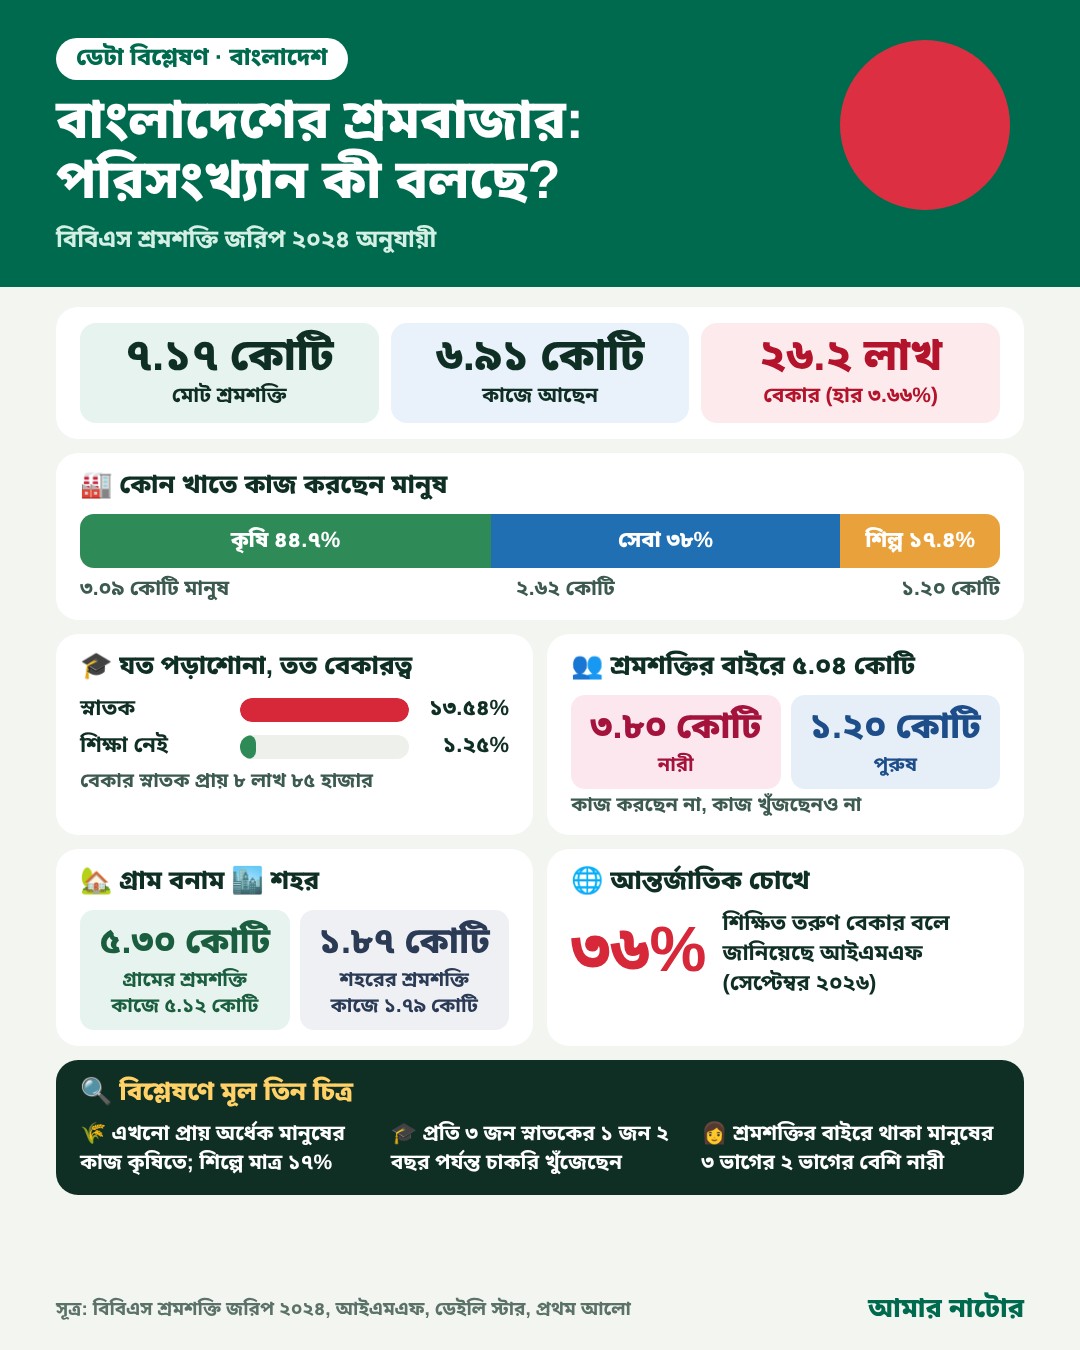 ডেটা বিশ্লেষণ · বাংলাদেশ
বাংলাদেশের শ্রমবাজার:
পরিসংখ্যান কী বলছে?
বিবিএস শ্রমশক্তি জরিপ ২০২৪ অনুযায়ী
৭.১৭ কোটি
মোট শ্রমশক্তি
৬.৯১ কোটি
কাজে আছেন
২৬.২ লাখ
বেকার (হার ৩.৬৬%)
কোন খাতে কাজ করছেন মানুষ
কৃষি ৪৪.৭% সেবা ৩৮% শিল্প ১৭.৪%
৩.০৯ কোটি মানুষ ২.৬২ কোটি ১.২০ কোটি
যত পড়াশোনা, তত বেকারত্ব
স্নাতক ১৩.৫৪%
শিক্ষা নেই ১.২৫%
বেকার স্নাতক প্রায় ৮ লাখ ৮৫ হাজার
শ্রমশক্তির বাইরে ৫.০৪ কোটি
৩.৮০ কোটি
নারী
১.২০ কোটি
পুরুষ
কাজ করছেন না, কাজ খুঁজছেনও না
গ্রাম বনাম শহর
৫.৩০ কোটি
গ্রামের শ্রমশক্তি
কাজে ৫.১২ কোটি
১.৮৭ কোটি
শহরের শ্রমশক্তি
কাজে ১.৭৯ কোটি
আন্তর্জাতিক চোখে
৩৬%
শিক্ষিত তরুণ বেকার বলে
জানিয়েছে আইএমএফ
(সেপ্টেম্বর ২০২৬)
বিশ্লেষণে মূল তিন চিত্র
এখনো প্রায় অর্ধেক মানুষের
কাজ কৃষিতে; শিল্পে মাত্র ১৭%
প্রতি ৩ জন স্নাতকের ১ জন ২
বছর পর্যন্ত চাকরি খুঁজেছেন
শ্রমশক্তির বাইরে থাকা মানুষের
৩ ভাগের ২ ভাগের বেশি নারী
সূত্র: বিবিএস শ্রমশক্তি জরিপ ২০২৪, আইএমএফ, ডেইলি স্টার, প্রথম আলো
আমার নাটোর